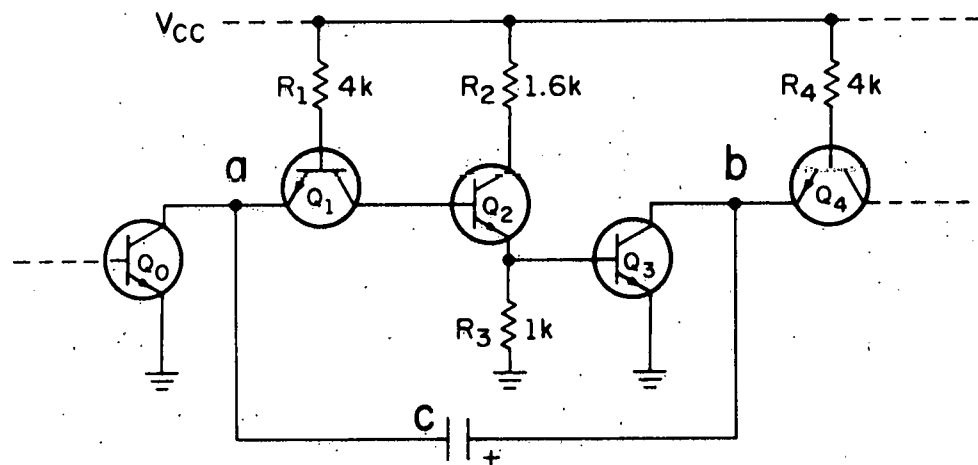 VCC
R1 4k R2 1.6k R4 4k
a b
Q1 Q2 Q4
Q0 Q3
R3 1k
C
+